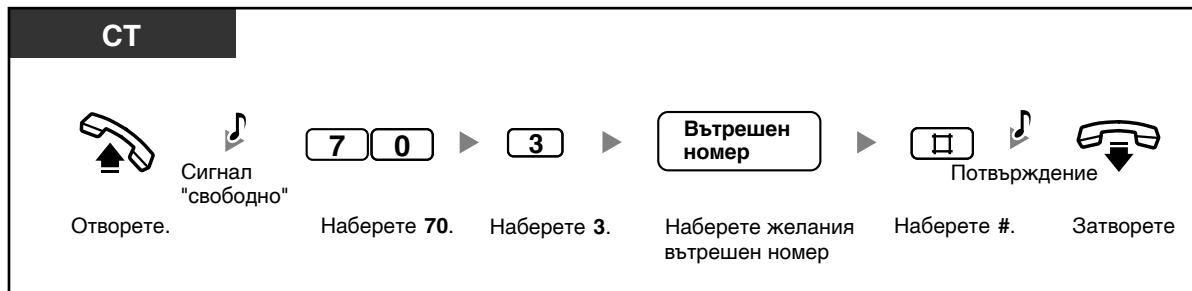 СТ
7 0
3
Вътрешен
номер
#
Сигнал
"свободно"
Потвърждение
Отворете.
Наберете 70.
Наберете 3.
Наберете желания
вътрешен номер
Наберете #.
Затворете